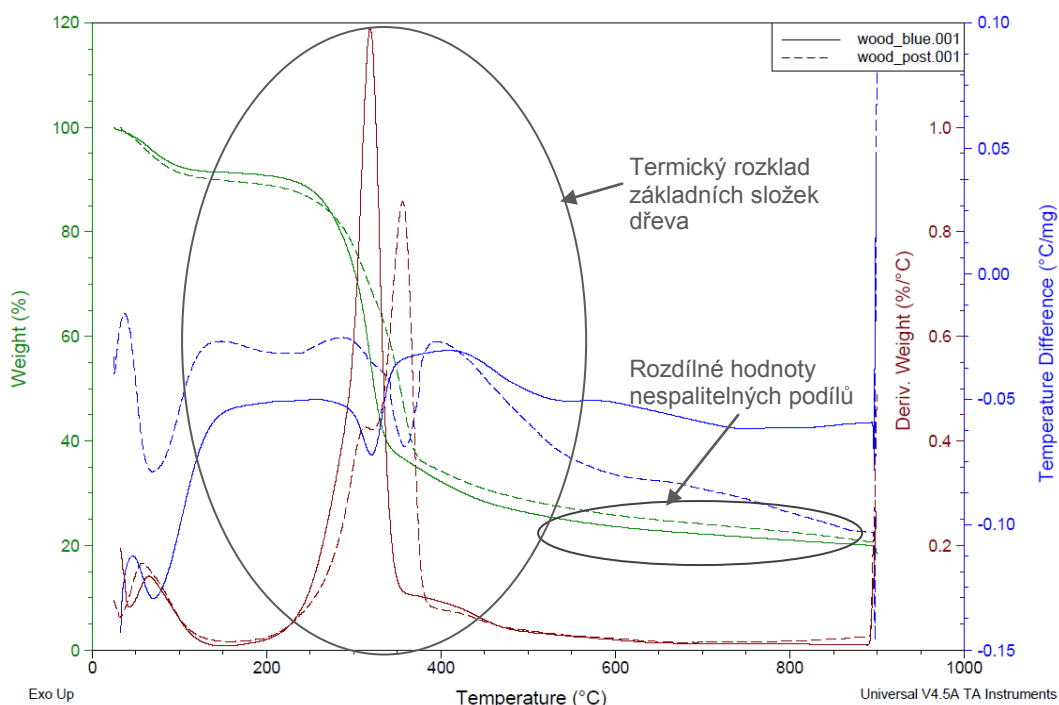 120
100
80
60
40
20
0
Weight (%)
0.10
0.05
0.00
-0.05
-0.10
-0.15
Temperature Difference (°C/mg)
1.0
0.8
0.6
0.4
0.2
Deriv. Weight (%/°C)
wood_blue.001
wood_post.001
Termický rozklad
základních složek
dřeva
Rozdílné hodnoty
nespalitelných podílů
0 200 400 600 800 1000
Exo Up
Temperature (°C)
Universal V4.5A TA Instruments